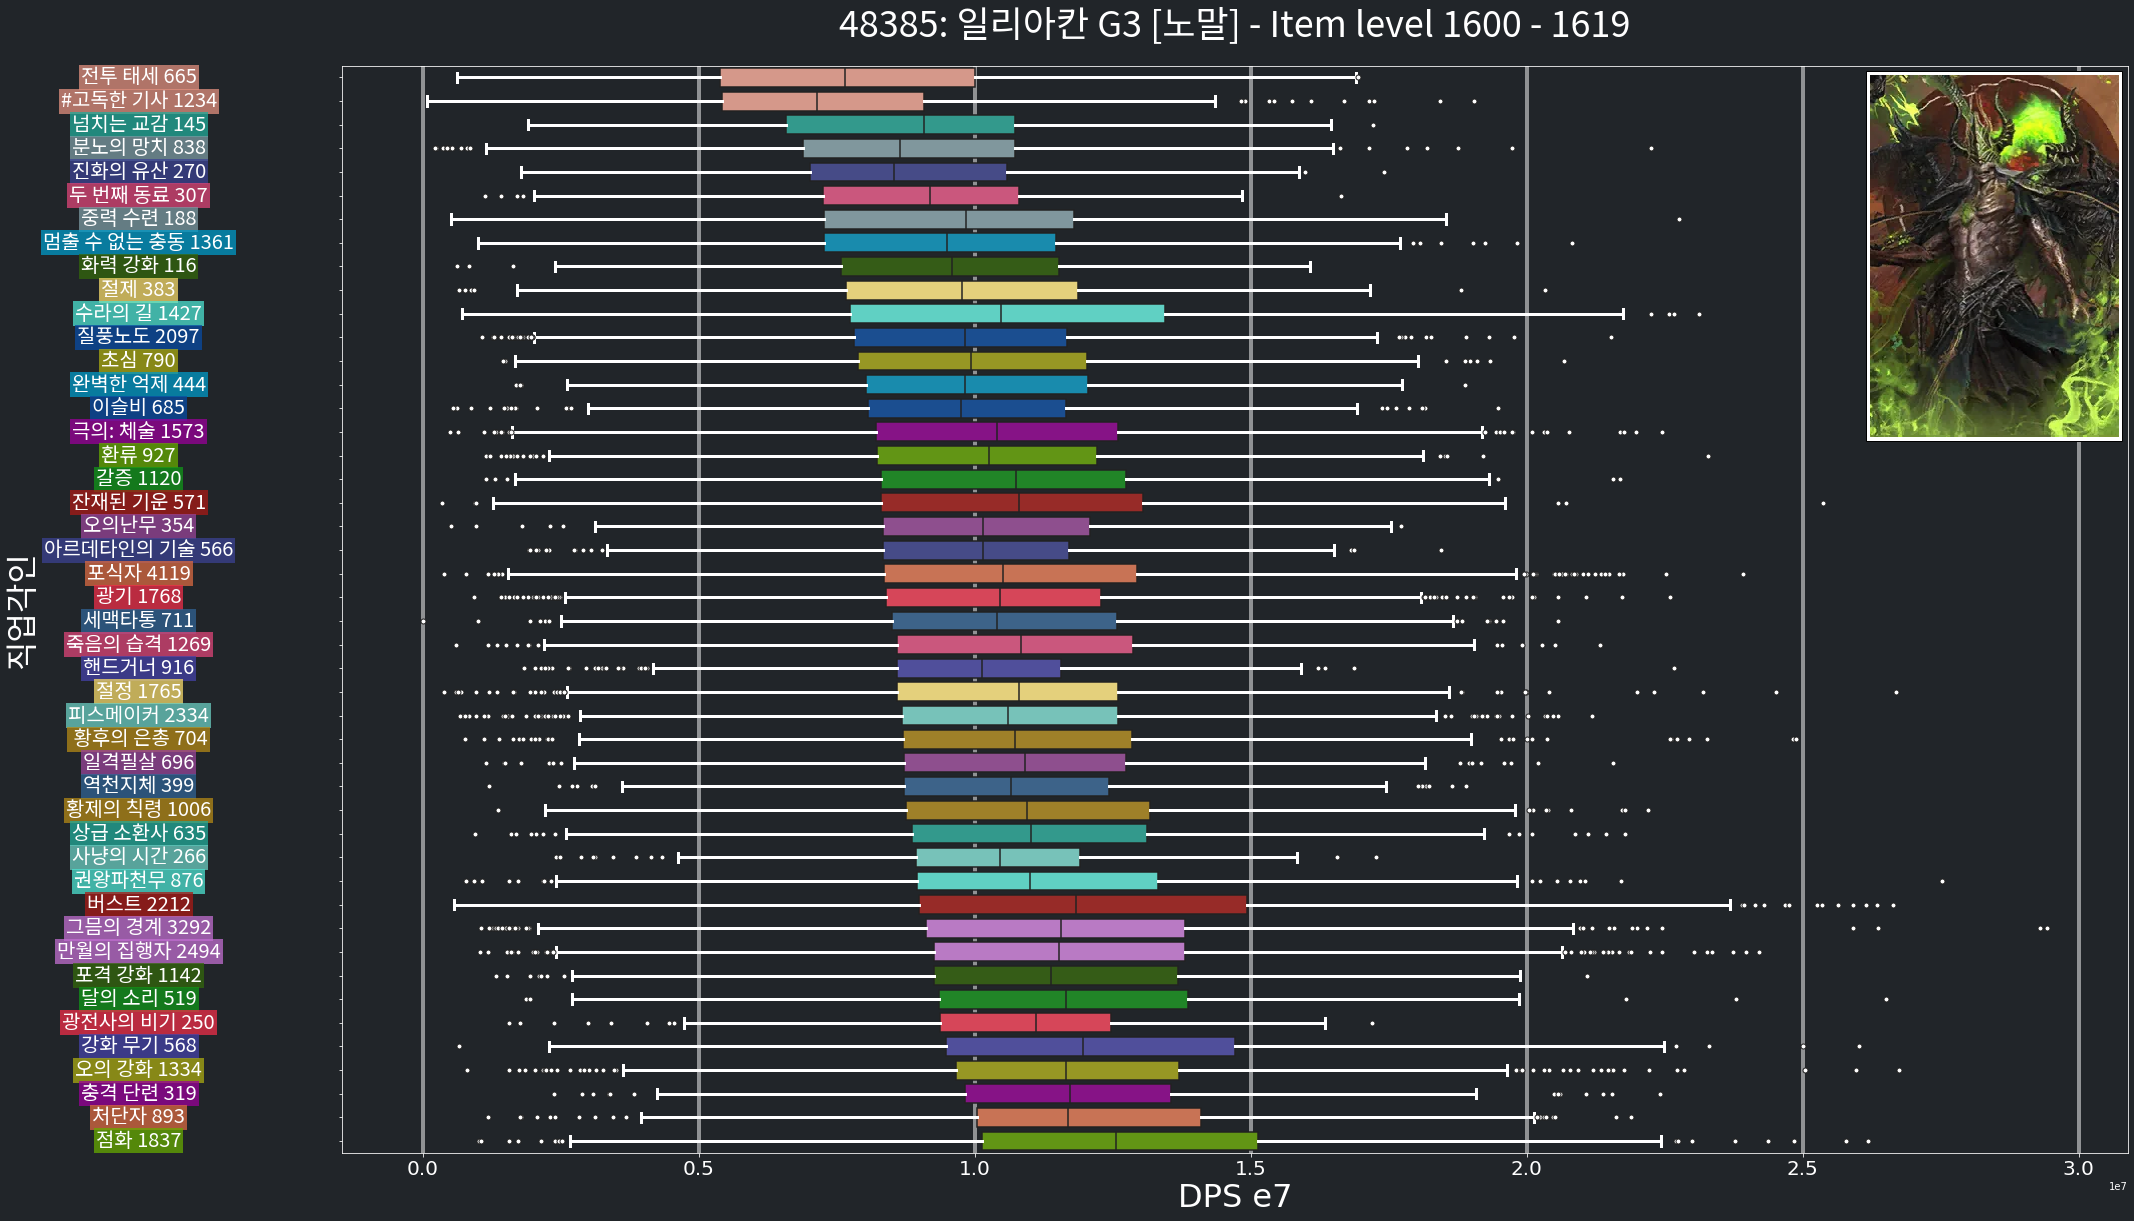 48385: 일리아칸 G3 [노말] - Item level 1600 - 1619
직업각인
전투 태세 665
#고독한 기사 1234
넘치는 교감 145
분노의 망치 838
진화의 유산 270
두 번째 동료 307
중력 수련 188
멈출 수 없는 충동 1361
화력 강화 116
절제 383
수라의 길 1427
질풍노도 2097
초심 790
완벽한 억제 444
이슬비 685
극의: 체술 1573
환류 927
갈증 1120
잔재된 기운 571
오의난무 354
아르데타인의 기술 566
포식자 4119
광기 1768
세맥타통 711
죽음의 습격 1269
핸드거너 916
절정 1765
피스메이커 2334
황후의 은총 704
일격필살 696
역천지체 399
황제의 칙령 1006
상급 소환사 635
사냥의 시간 266
권왕파천무 876
버스트 2212
그믐의 경계 3292
만월의 집행자 2494
포격 강화 1142
달의 소리 519
광전사의 비기 250
강화 무기 568
오의 강화 1334
충격 단련 319
처단자 893
점화 1837
0.0 0.5 1.0 1.5 2.0 2.5 3.0
1e7
DPS e7